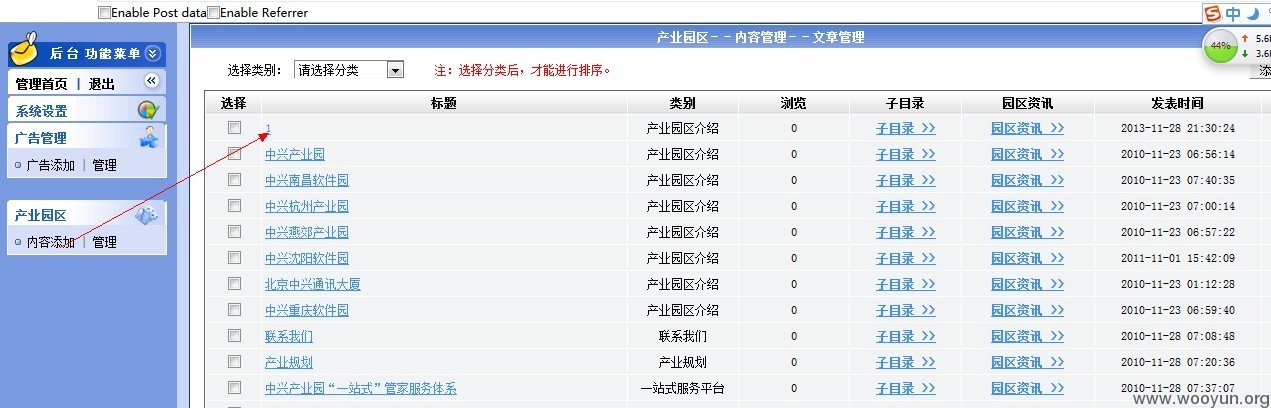 Enable Post data Enable Referrer
中
后台 功能菜单
管理首页 | 退出
系统设置
广告管理
广告添加 | 管理
产业园区
内容添加 | 管理
44%
产业园区－－内容管理－－文章管理
选择类别： 请选择分类 注：选择分类后，才能进行排序。
选择 标题 类别 浏览 子目录 园区资讯 发表时间
1 产业园区介绍 0 子目录 >> 园区资讯 >> 2013-11-28 21:30:24
中兴产业园 产业园区介绍 0 子目录 >> 园区资讯 >> 2010-11-23 06:56:14
中兴南昌软件园 产业园区介绍 0 子目录 >> 园区资讯 >> 2010-11-23 07:40:35
中兴杭州产业园 产业园区介绍 0 子目录 >> 园区资讯 >> 2010-11-23 07:00:14
中兴燕郊产业园 产业园区介绍 0 子目录 >> 园区资讯 >> 2010-11-23 06:57:22
中兴沈阳软件园 产业园区介绍 0 子目录 >> 园区资讯 >> 2011-11-01 15:42:09
北京中兴通讯大厦 产业园区介绍 0 子目录 >> 园区资讯 >> 2010-11-23 01:12:28
中兴重庆软件园 产业园区介绍 0 子目录 >> 园区资讯 >> 2010-11-23 06:59:40
联系我们 联系我们 0 子目录 >> 园区资讯 >> 2010-11-28 07:08:48
产业规划 产业规划 0 子目录 >> 园区资讯 >> 2010-11-28 07:20:36
中兴产业园“一站式”管家服务体系 一站式服务平台 0 子目录 >> 园区资讯 >> 2010-11-28 07:37:07
www.wooyun.org